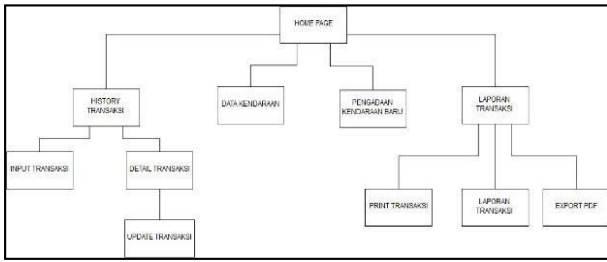 HOME PAGE
HISTORY
TRANSAKSI
DATA KENDARAAN
PENGADAAN
KENDARAAN BARU
LAPORAN
TRANSAKSI
INPUT TRANSAKSI
DETAIL TRANSAKSI
PRINT TRANSAKSI
LAPORAN
TRANSAKSI
EXPORT PDF
UPDATE TRANSAKSI